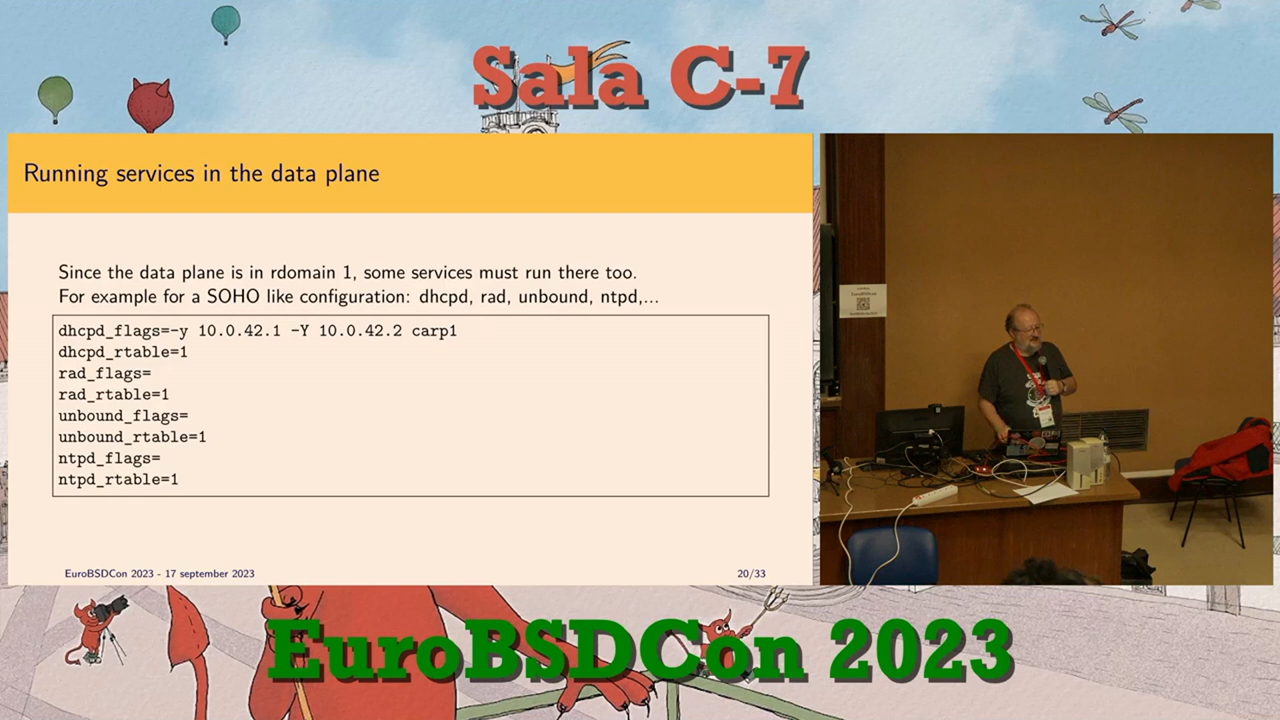 Sala C-7
Running services in the data plane
Since the data plane is in rdomain 1, some services must run there too.
For example for a SOHO like configuration: dhcpd, rad, unbound, ntpd,...
dhcpd_flags=-y 10.0.42.1 -Y 10.0.42.2 carp1
dhcpd_rtable=1
rad_flags=
rad_rtable=1
unbound_flags=
unbound_rtable=1
ntpd_flags=
ntpd_rtable=1
EuroBSDCon 2023 - 17 september 2023
20/33
EuroBSDCon 2023